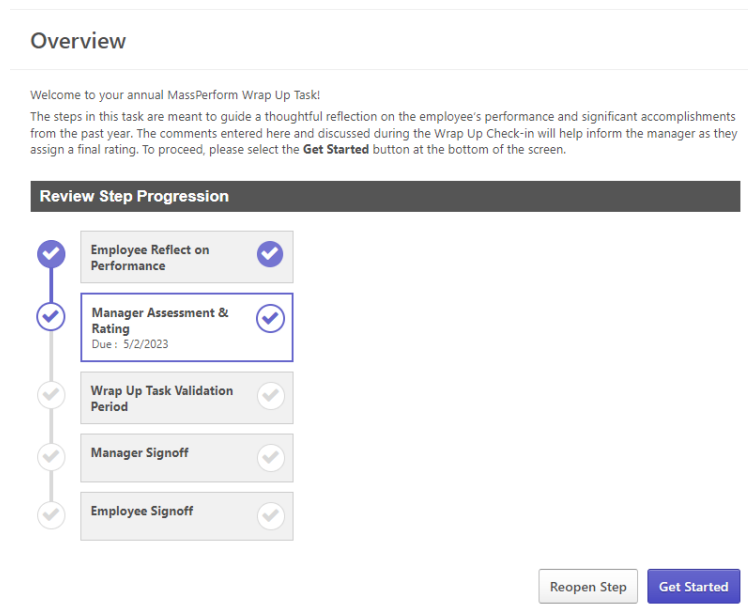 Overview
Welcome to your annual MassPerform Wrap Up Task!
The steps in this task are meant to guide a thoughtful reflection on the employee's performance and significant accomplishments
from the past year. The comments entered here and discussed during the Wrap Up Check-in will help inform the manager as they
assign a final rating. To proceed, please select the Get Started button at the bottom of the screen.
Review Step Progression
Employee Reflect on
Performance
Manager Assessment &
Rating
Due : 5/2/2023
Wrap Up Task Validation
Period
Manager Signoff
Employee Signoff
Reopen Step
Get Started